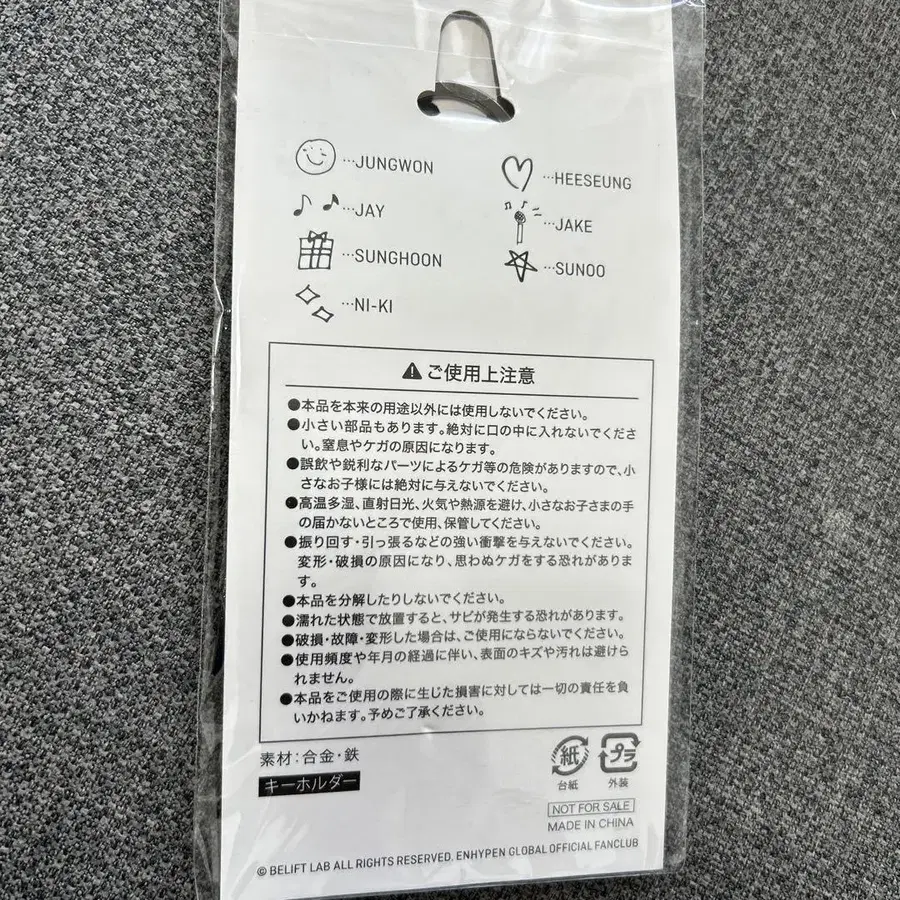 …JUNGWON
…HEESEUNG
…JAY
…JAKE
…SUNGHOON
…SUNOO
…NI-KI
ご使用上注意
●本品を本来の用途以外には使用しないでください。
●小さい部品もあります。絶対に口の中に入れないでくださ
い。窒息やケガの原因になります。
●誤飲や鋭利なパーツによるケガ等の危険がありますので、小
さなお子様には絶対に与えないでください。
●高温多湿、直射日光、火気や熱源を避け、小さなお子さまの手
の届かないところで使用、保管してください。
●振り回す・引っ張るなどの強い衝撃を与えないでください。
変形・破損の原因になり、思わぬケガをする恐れがありま
す。
●本品を分解したりしないでください。
●濡れた状態で放置すると、サビが発生する恐れがあります。
●破損・故障・変形した場合は、ご使用にならないでください。
●使用頻度や年月の経過に伴い、表面のキズや汚れは避けら
れません。
●本品をご使用の際に生じた損害に対しては一切の責任を負
いかねます。予めご了承ください。
素材:合金・鉄
キーホルダー
紙
台紙
プラ
外装
NOT FOR SALE
MADE IN CHINA
© BELIFT LAB ALL RIGHTS RESERVED. ENHYPEN GLOBAL OFFICIAL FANCLUB